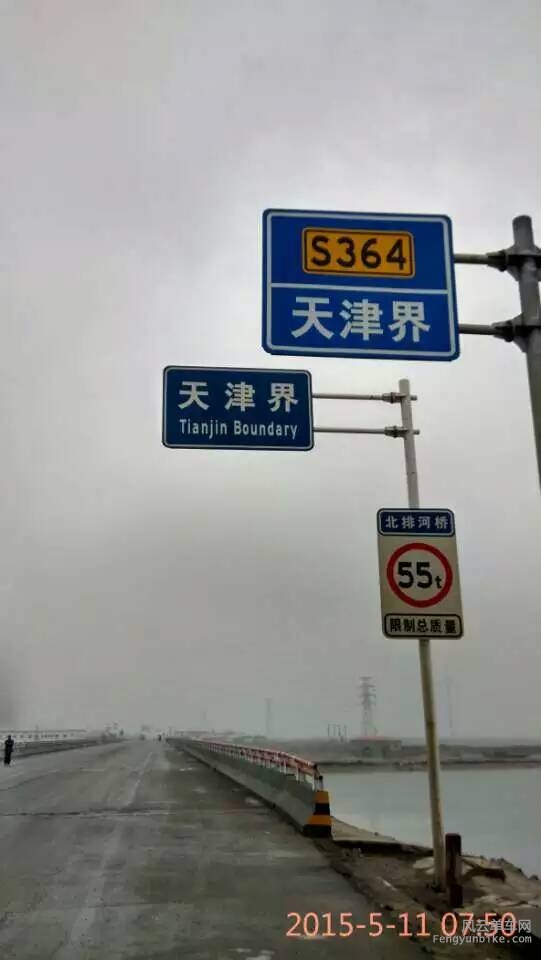 S364
天津界
天津界
Tianjin Boundary
北排河桥
55t
限制总质量
2015-5-11 07:50
风云单车网
Fengyunbike.com